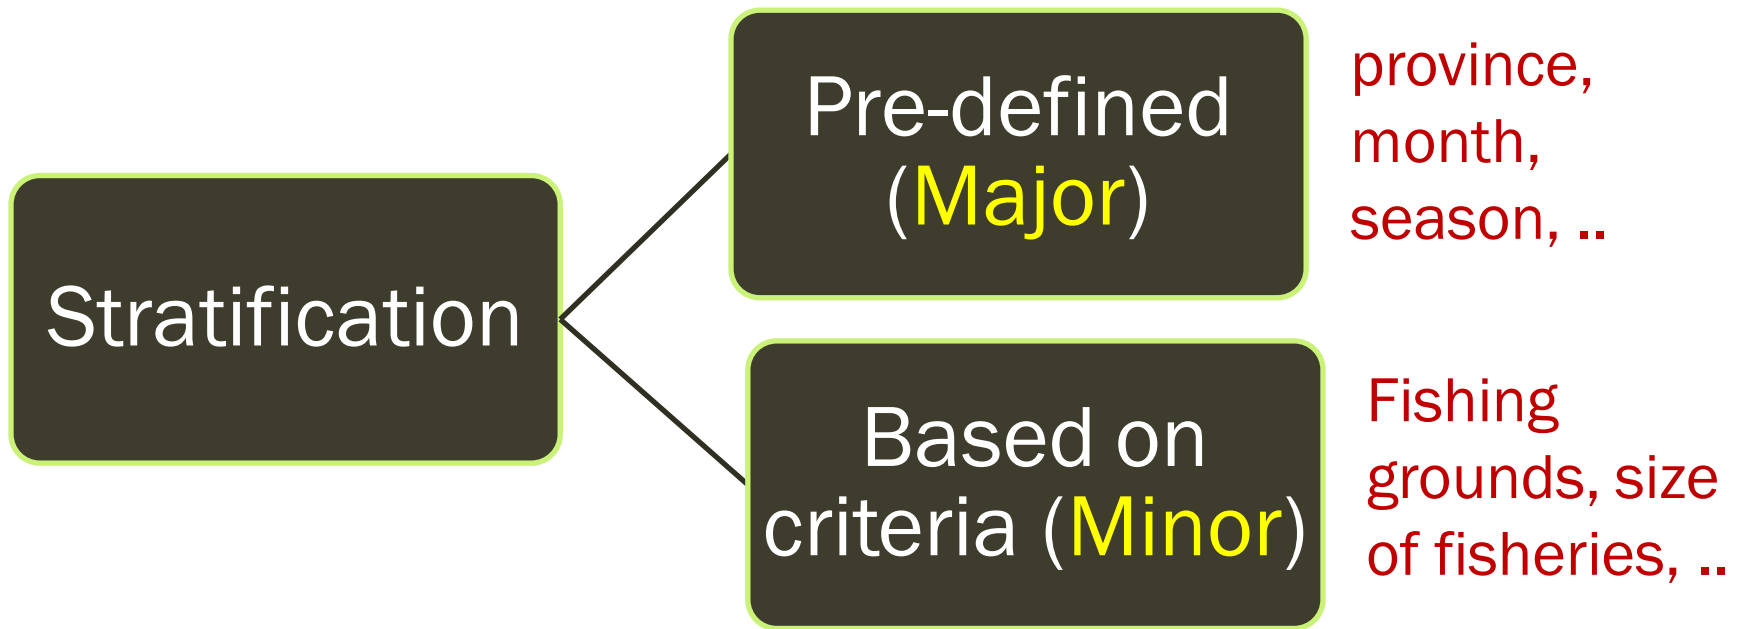 Stratification
Pre-defined
(Major)
province,
month,
season, ..
Based on
criteria (Minor)
Fishing
grounds, size
of fisheries, ..